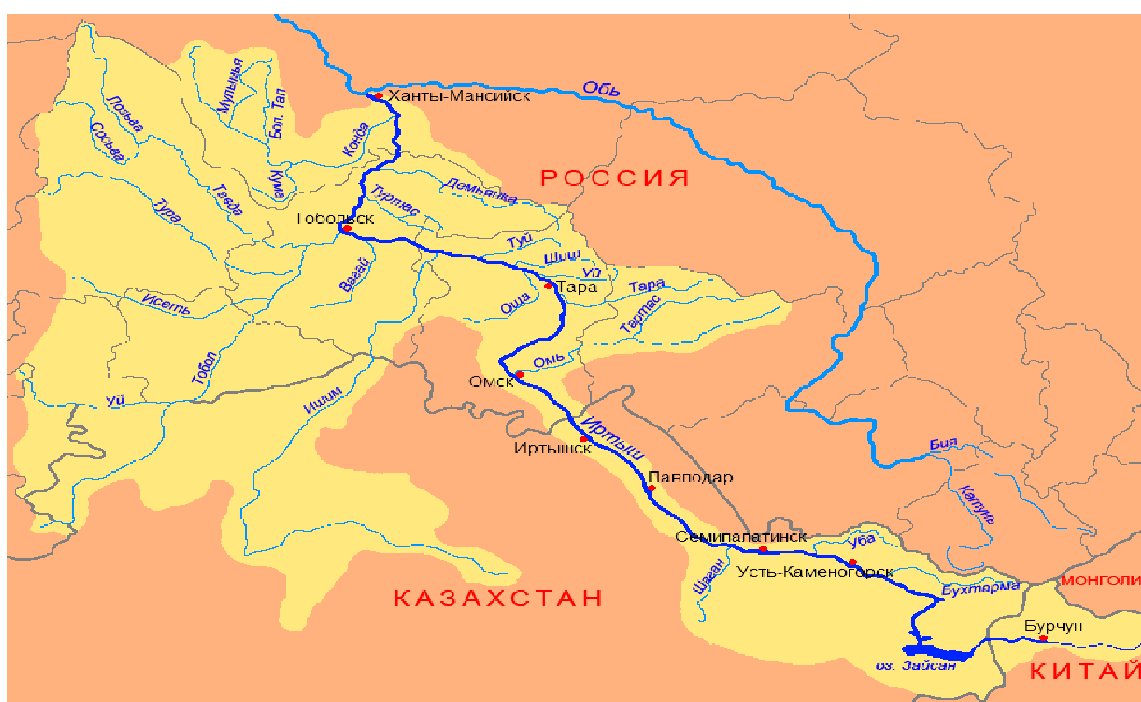 Обь
Ханты-Мансийск
Мулымья
Бол. Тап
Лозьва
Сосьва
Конда
Кума
РОССИЯ
Демьянка
Тавда
Тура
Туртас
Тобольск
Туй
Шиш
Уй
Вагай
Тара
Тара
Исеть
Оша
Тартас
Омь
Тобол
Омск
Уй
Ишим
Иртыш
Иртышск
Бия
Павлодар
Катунь
Семипалатинск
Уба
Усть-Каменогорск
Шаган
МОНГОЛИ
КАЗАХСТАН
Бухтарма
Бурчун
оз. Зайсан
КИТАЙ